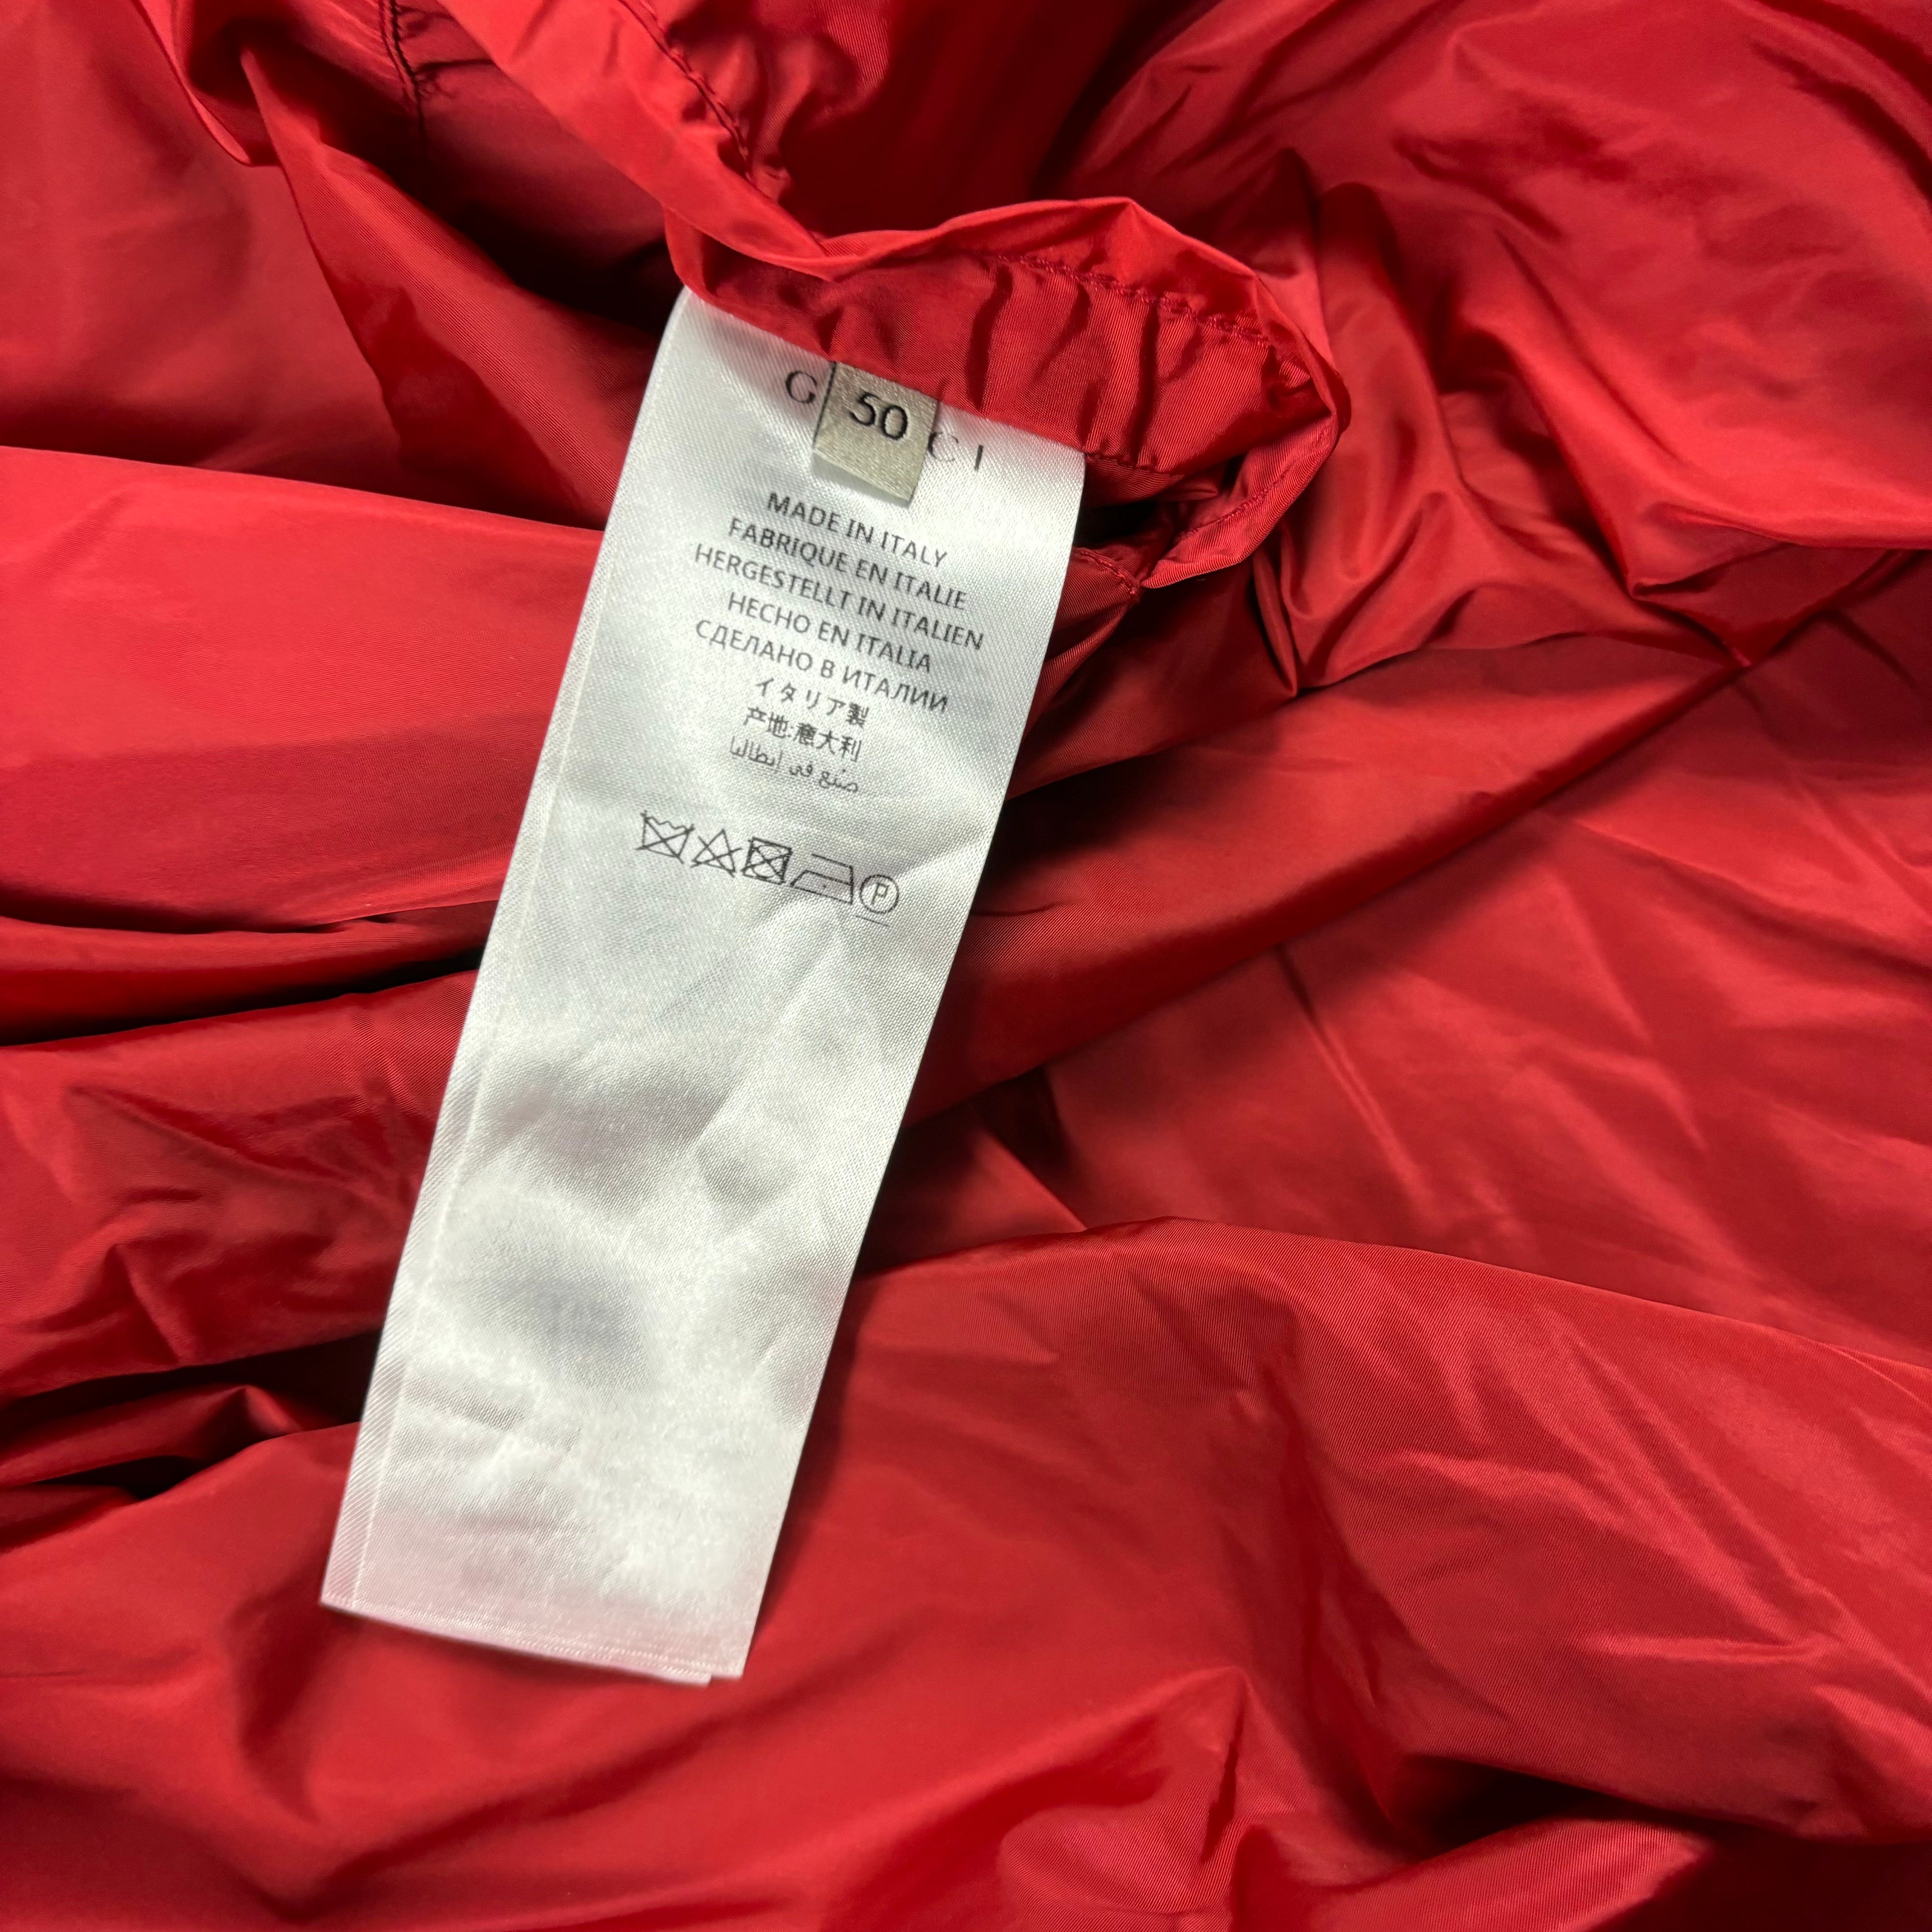 G 50 C I
MADE IN ITALY
FABRIQUE EN ITALIE
HERGESTELLT IN ITALIEN
HECHO EN ITALIA
СДЕЛАНО В ИТАЛИИ
イタリア製
产地:意大利
صنع في إيطاليا
P